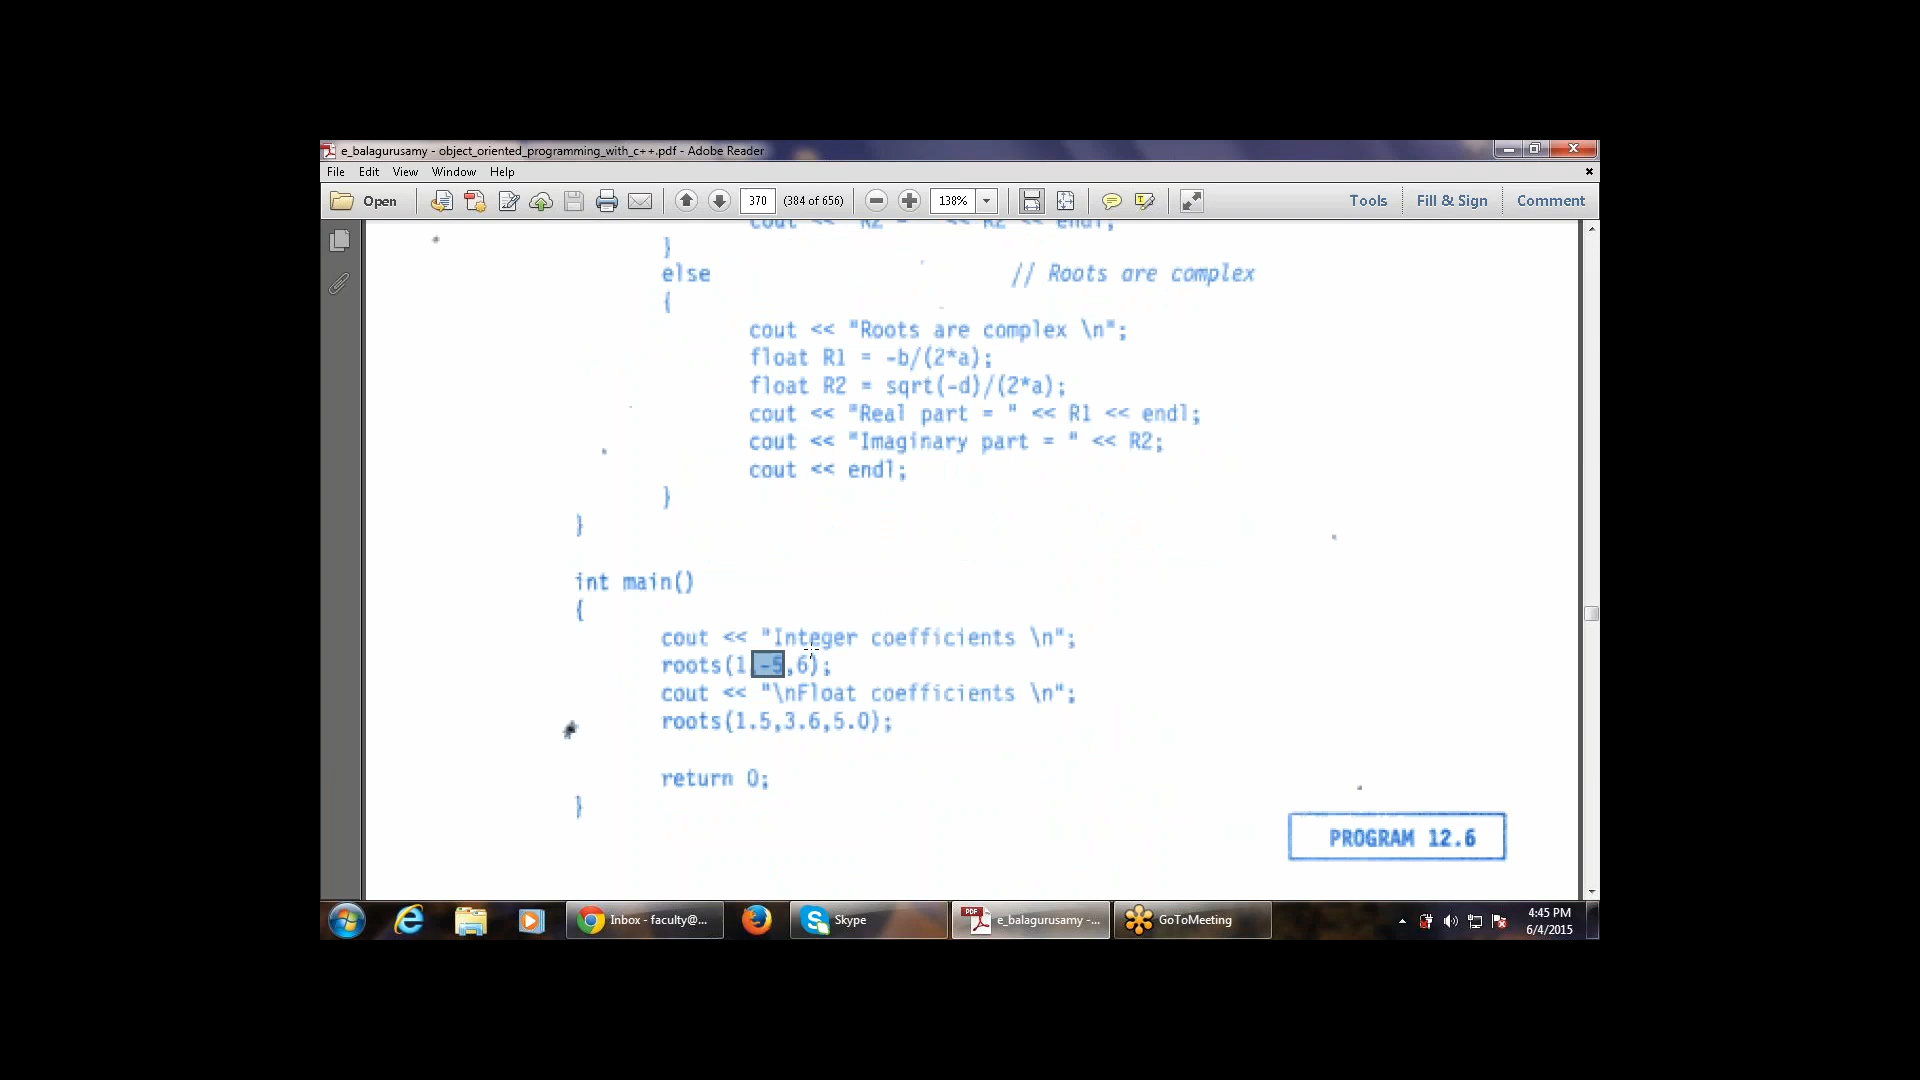 e_balagurusamy - object_oriented_programming_with_c++.pdf - Adobe Reader
File Edit View Window Help
Open 370 (384 of 656) 138% Tools Fill & Sign Comment
cout << "R2 = " << R2 << endl;
}
else // Roots are complex
{
cout << "Roots are complex \n";
float R1 = -b/(2*a);
float R2 = sqrt(-d)/(2*a);
cout << "Real part = " << R1 << endl;
cout << "Imaginary part = " << R2;
cout << endl;
}
}
int main()
{
cout << "Integer coefficients \n";
roots(1,-5,6);
cout << "\nFloat coefficients \n";
roots(1.5,3.6,5.0);
return 0;
}
PROGRAM 12.6
Inbox - faculty@... Skype e_balagurusamy -... GoToMeeting 4:45 PM
6/4/2015